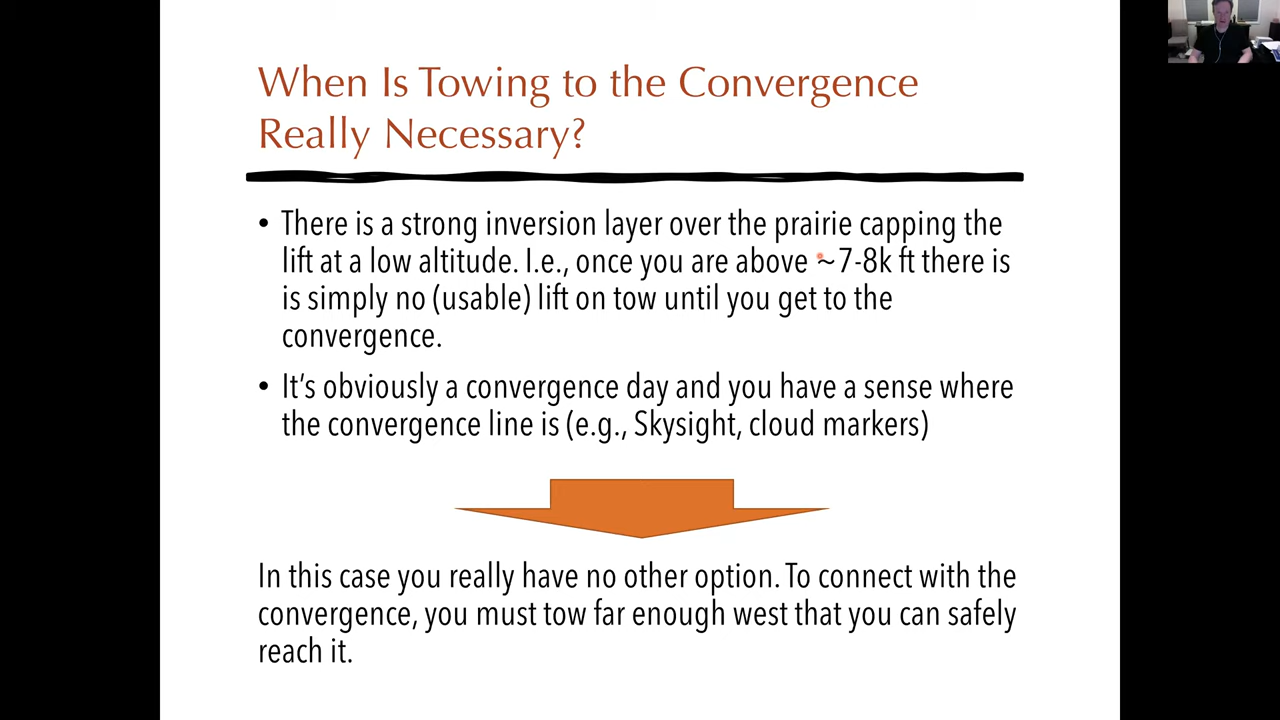 When Is Towing to the Convergence
Really Necessary?
• There is a strong inversion layer over the prairie capping the
lift at a low altitude. I.e., once you are above ~7-8k ft there is
is simply no (usable) lift on tow until you get to the
convergence.
• It's obviously a convergence day and you have a sense where
the convergence line is (e.g., Skysight, cloud markers)
In this case you really have no other option. To connect with the
convergence, you must tow far enough west that you can safely
reach it.